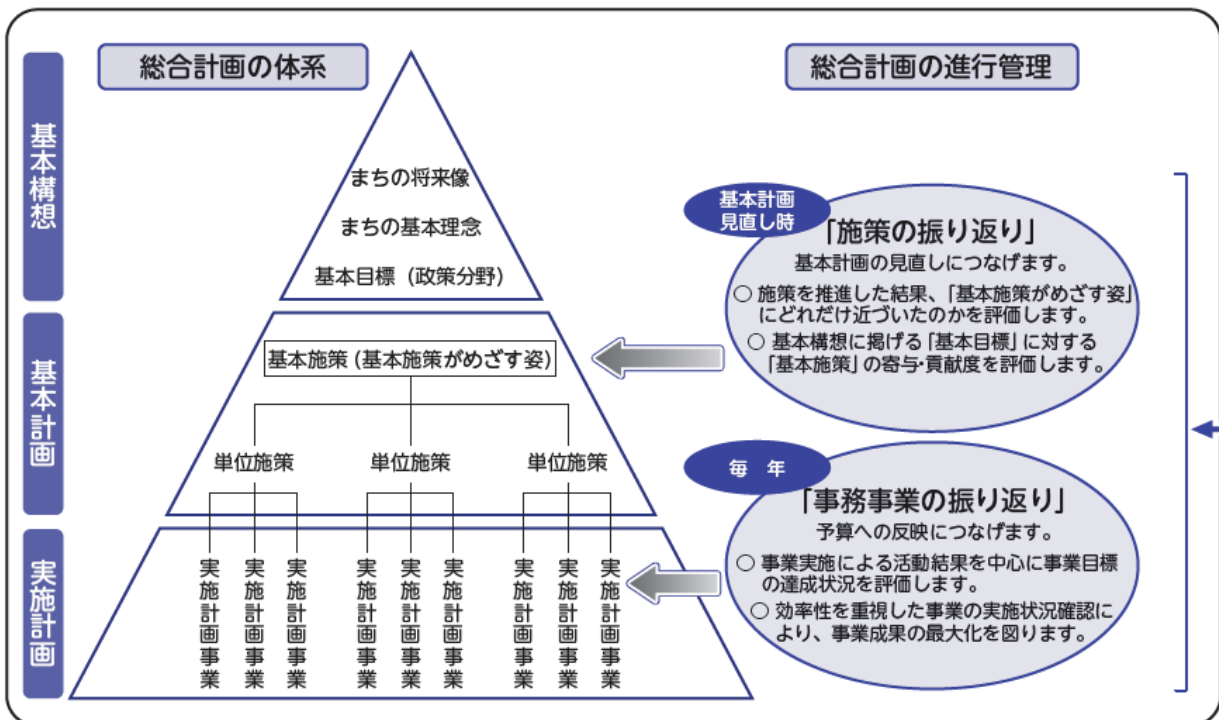 総合計画の体系
総合計画の進行管理
基本構想
まちの将来像
まちの基本理念
基本目標（政策分野）
基本計画
基本施策（基本施策がめざす姿）
単位施策
単位施策
単位施策
実施計画
実施計画事業
実施計画事業
実施計画事業
実施計画事業
実施計画事業
実施計画事業
実施計画事業
実施計画事業
実施計画事業
基本計画
見直し時
「施策の振り返り」
基本計画の見直しにつなげます。
○ 施策を推進した結果、「基本施策がめざす姿」
にどれだけ近づいたのかを評価します。
○ 基本構想に掲げる「基本目標」に対する
「基本施策」の寄与・貢献度を評価します。
毎　年
「事務事業の振り返り」
予算への反映につなげます。
○ 事業実施による活動結果を中心に事業目標
の達成状況を評価します。
○ 効率性を重視した事業の実施状況確認に
より、事業成果の最大化を図ります。